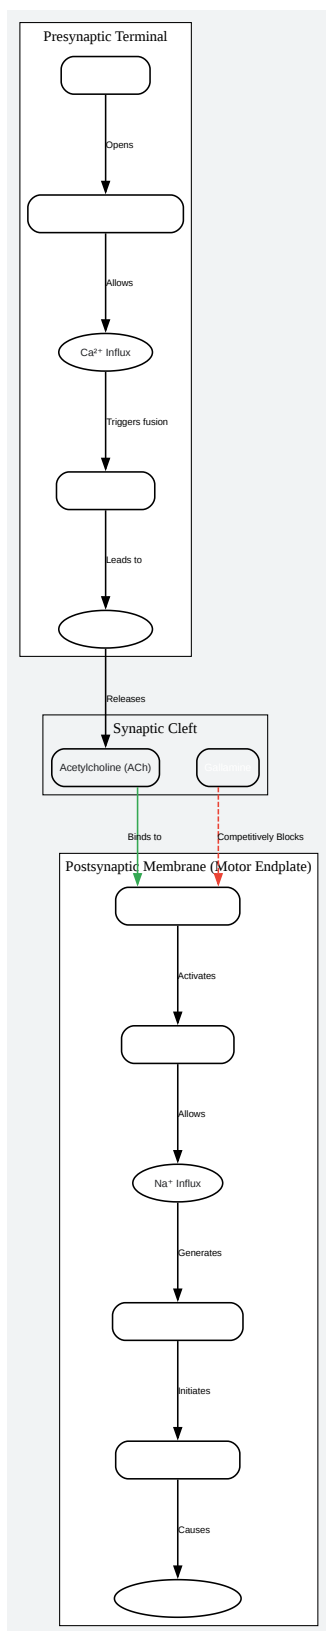 Presynaptic Terminal
Opens
Allows
Ca²⁺ Influx
Triggers fusion
Leads to
Releases
Synaptic Cleft
Acetylcholine (ACh)
Binds to
Competitively Blocks
Postsynaptic Membrane (Motor Endplate)
Activates
Allows
Na⁺ Influx
Generates
Initiates
Causes